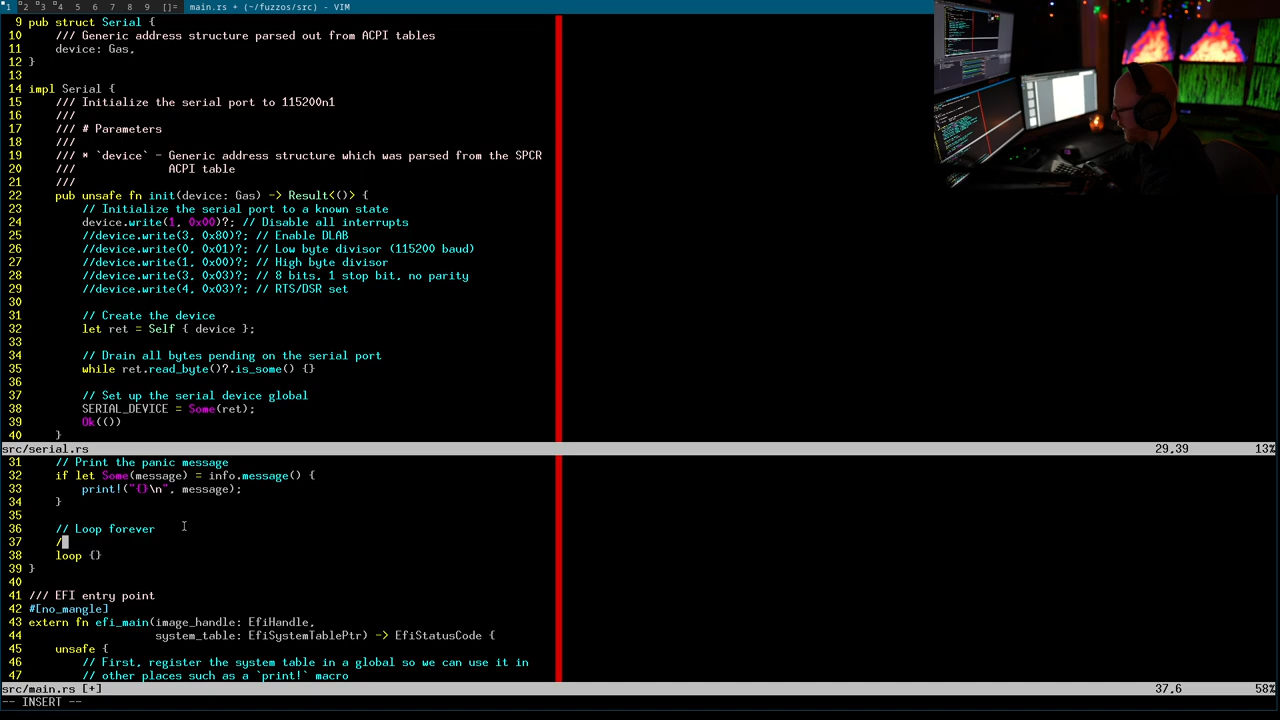 1 2 3 4 5 6 7 8 9 []= main.rs + (~/fuzzos/src) - VIM
9 pub struct Serial {
10     /// Generic address structure parsed out from ACPI tables
11     device: Gas,
12 }
13
14 impl Serial {
15     /// Initialize the serial port to 115200n1
16     ///
17     /// # Parameters
18     ///
19     /// * `device` - Generic address structure which was parsed from the SPCR
20     ///              ACPI table
21     ///
22     pub unsafe fn init(device: Gas) -> Result<()> {
23         // Initialize the serial port to a known state
24         device.write(1, 0x00)?; // Disable all interrupts
25         //device.write(3, 0x80)?; // Enable DLAB
26         //device.write(0, 0x01)?; // Low byte divisor (115200 baud)
27         //device.write(1, 0x00)?; // High byte divisor
28         //device.write(3, 0x03)?; // 8 bits, 1 stop bit, no parity
29         //device.write(4, 0x03)?; // RTS/DSR set
30
31         // Create the device
32         let ret = Self { device };
33
34         // Drain all bytes pending on the serial port
35         while ret.read_byte()?.is_some() {}
36
37         // Set up the serial device global
38         SERIAL_DEVICE = Some(ret);
39         Ok(())
40     }
src/serial.rs 29,39 13%
31     // Print the panic message
32     if let Some(message) = info.message() {
33         print!("{}\n", message);
34     }
35
36     // Loop forever
37     /
38     loop {}
39 }
40
41 /// EFI entry point
42 #[no_mangle]
43 extern fn efi_main(image_handle: EfiHandle,
44                    system_table: EfiSystemTablePtr) -> EfiStatusCode {
45     unsafe {
46         // First, register the system table in a global so we can use it in
47         // other places such as a `print!` macro
src/main.rs [+] 37,6 58%
-- INSERT --